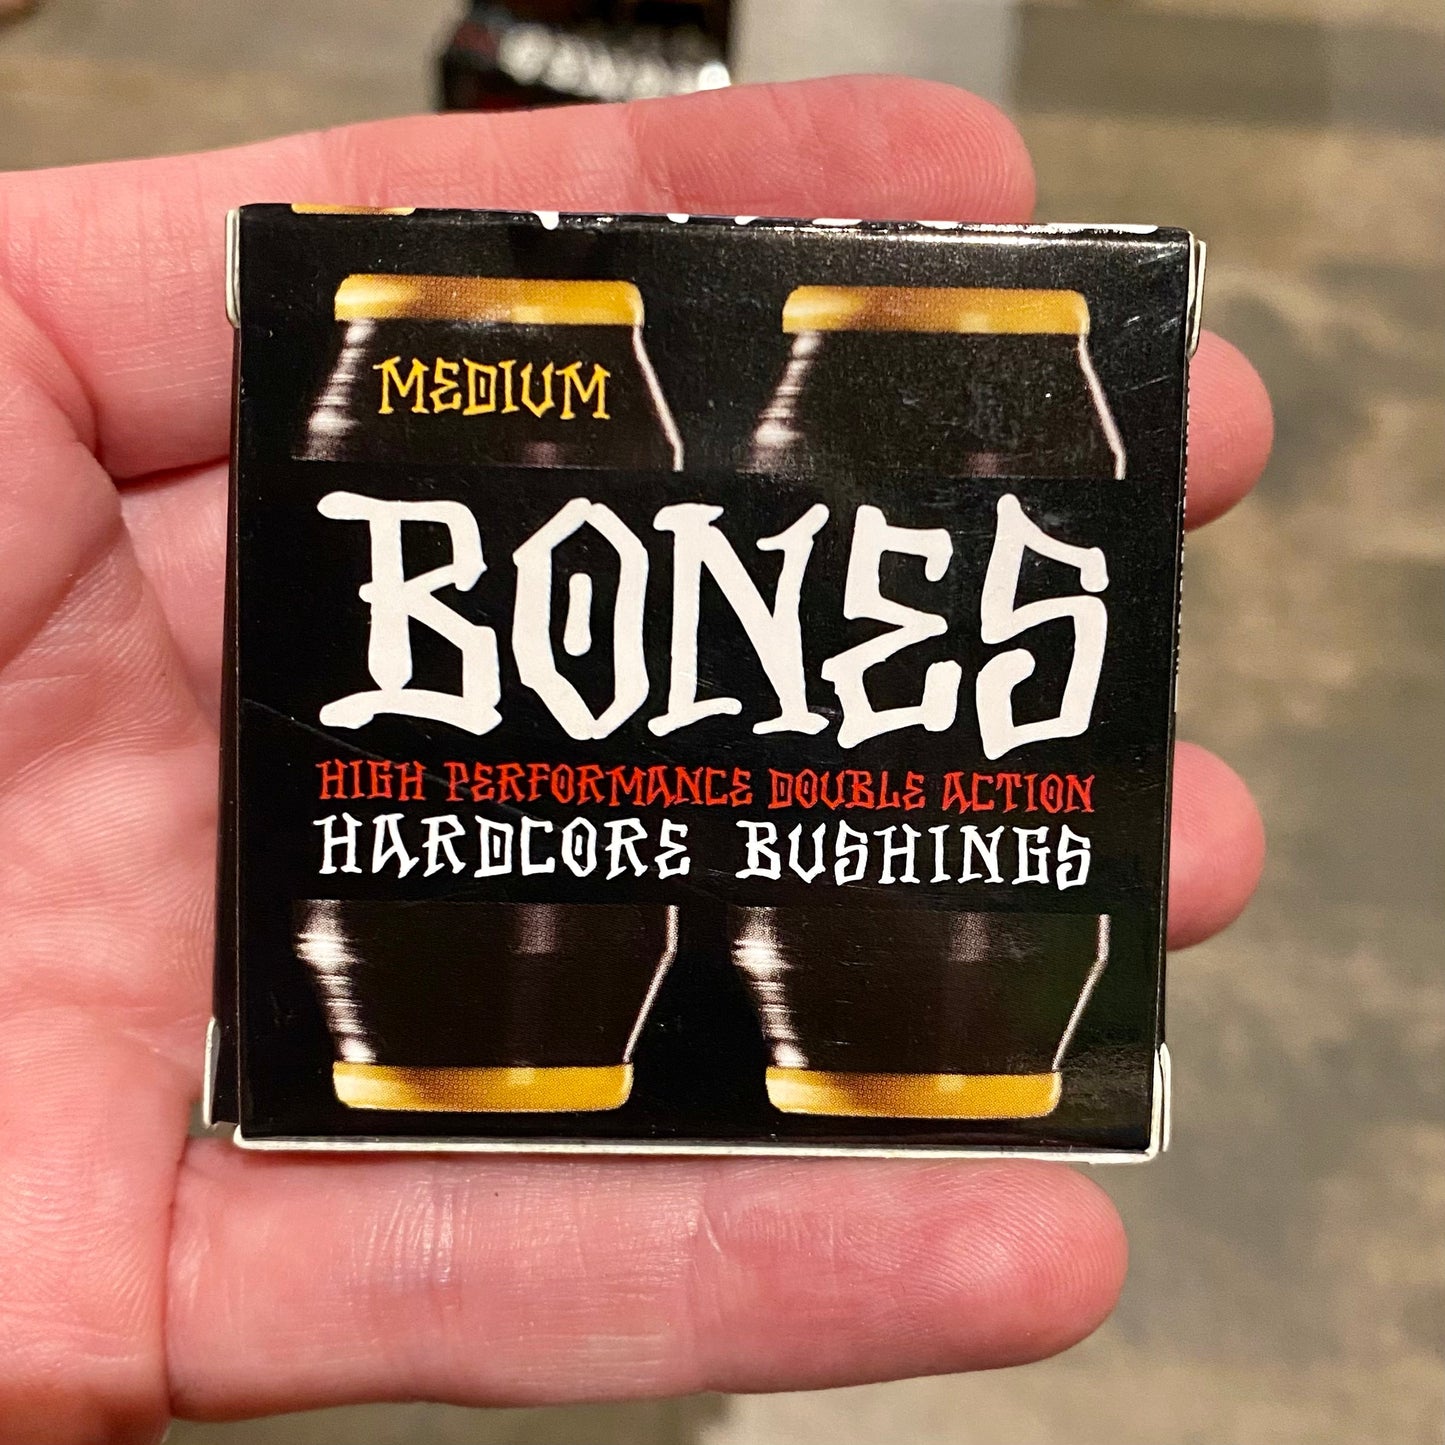 MEDIUM
BONES
HIGH PERFORMANCE DOUBLE ACTION
HARDCORE BUSHINGS